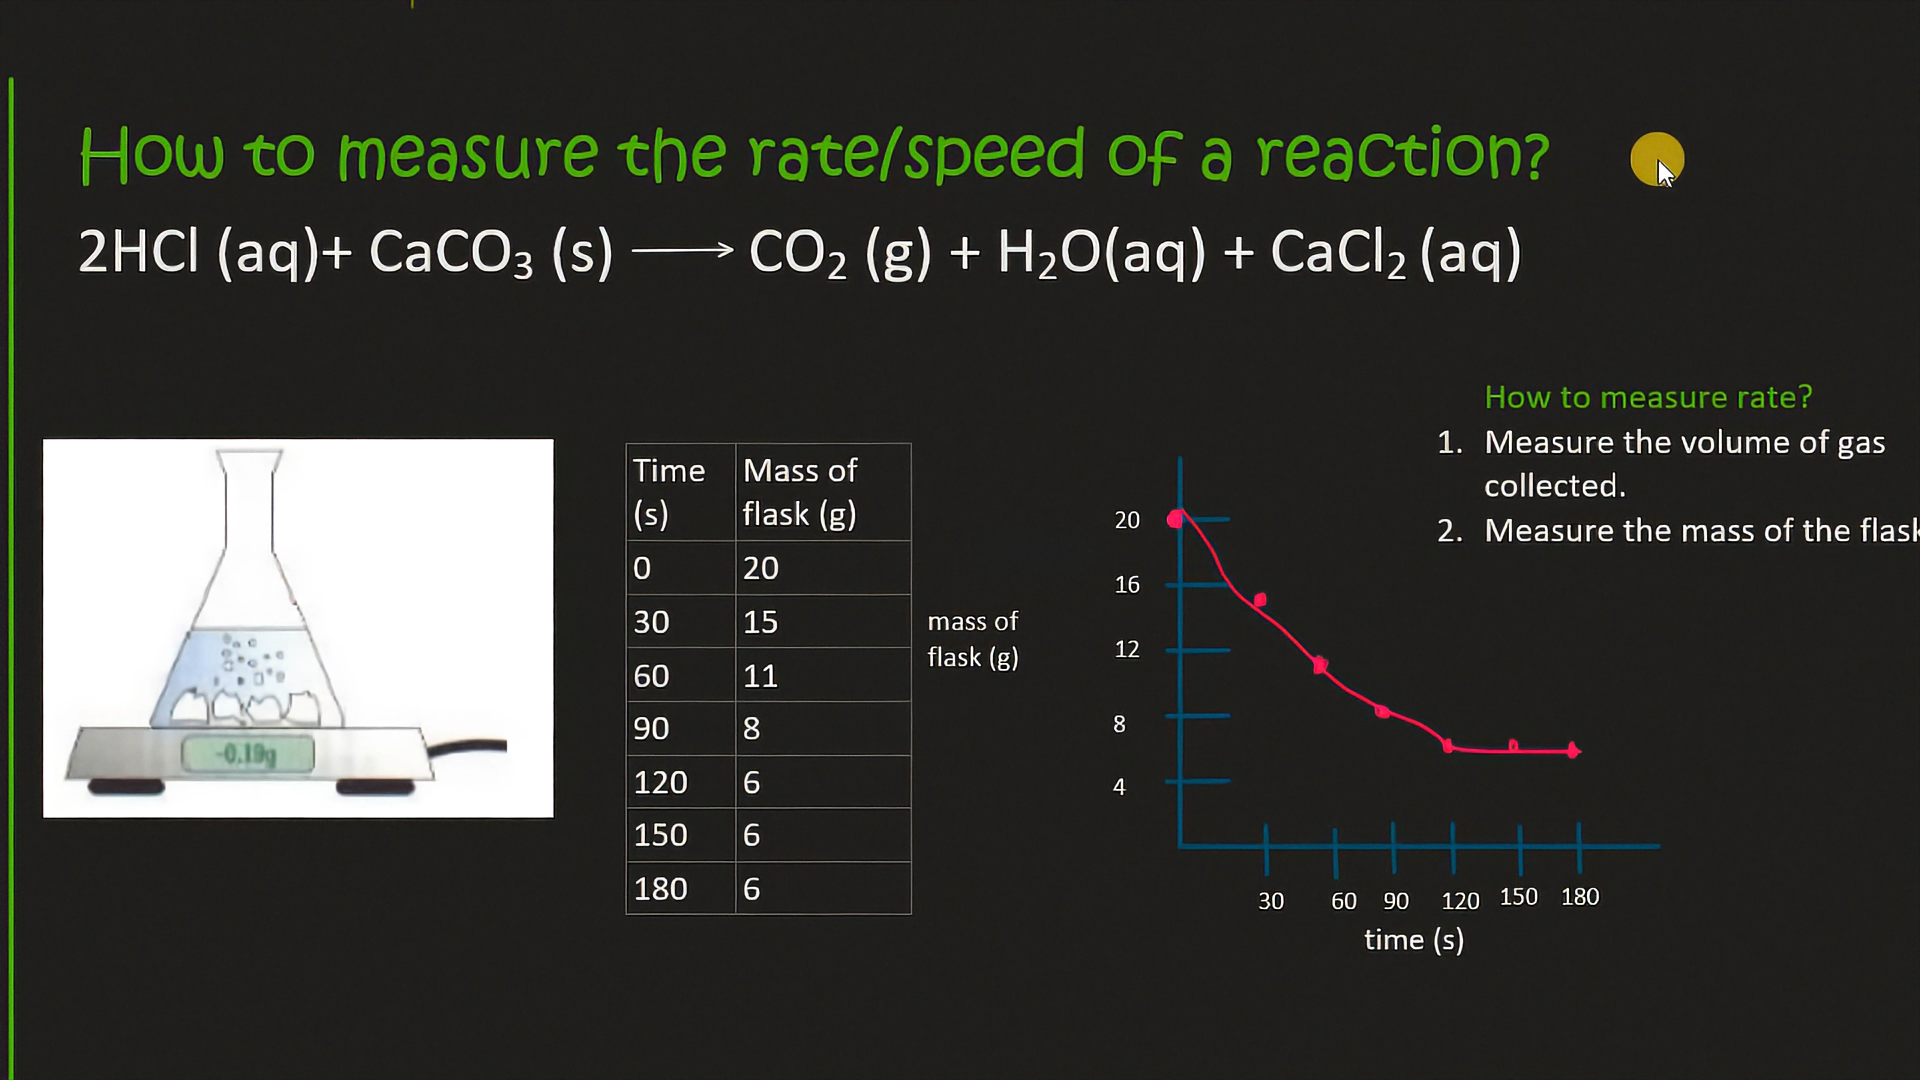 How to measure the rate/speed of a reaction?
2HCl (aq)+ CaCO₃ (s) ⟶ CO₂ (g) + H₂O(aq) + CaCl₂ (aq)
-0.19g
Time (s) Mass of flask (g)
0 20
30 15
60 11
90 8
120 6
150 6
180 6
mass of
flask (g)
20
16
12
8
4
30 60 90 120 150 180
time (s)
How to measure rate?
1. Measure the volume of gas
collected.
2. Measure the mass of the flask